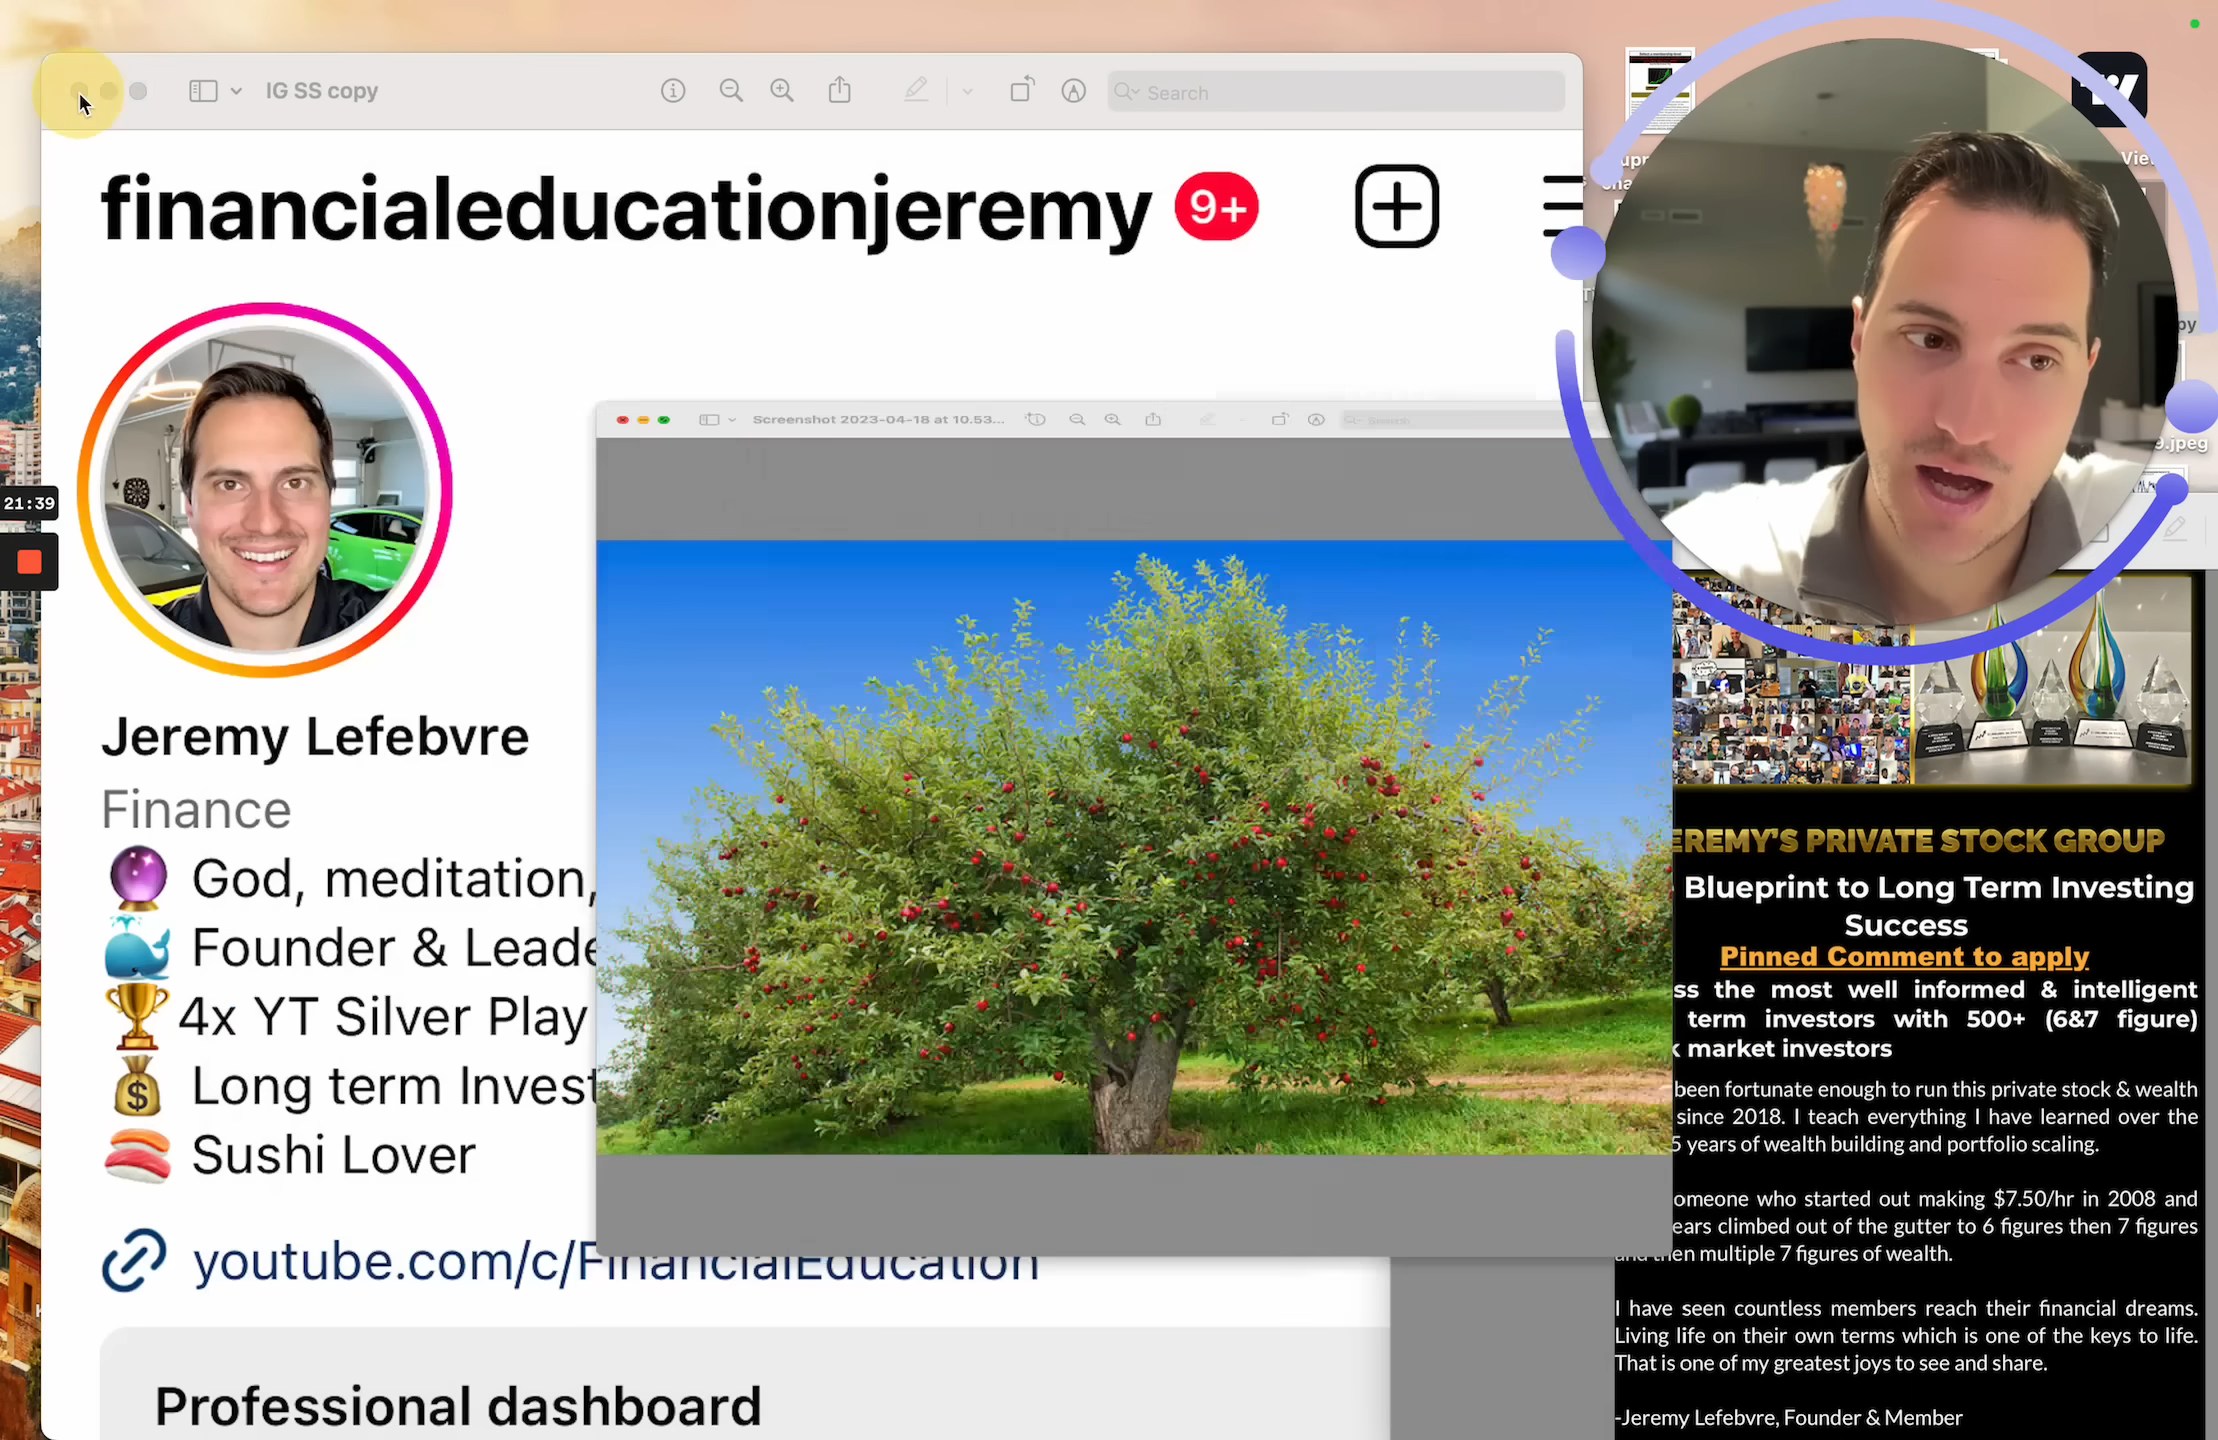 IG SS copy
Search
financialeducationjeremy 9+
Screenshot 2023-04-18 at 10.53...
Search
21:39
Jeremy Lefebvre
Finance
God, meditation,
Founder & Leade
4x YT Silver Play
Long term Invest
Sushi Lover
youtube.com/c/FinancialEducation
Professional dashboard
Vie
py
9.jpeg
EREMY'S PRIVATE STOCK GROUP
Blueprint to Long Term Investing
Success
Pinned Comment to apply
ss the most well informed & intelligent
term investors with 500+ (6&7 figure)
k market investors
been fortunate enough to run this private stock & wealth
since 2018. I teach everything I have learned over the
5 years of wealth building and portfolio scaling.
omeone who started out making $7.50/hr in 2008 and
ears climbed out of the gutter to 6 figures then 7 figures
and then multiple 7 figures of wealth.
I have seen countless members reach their financial dreams.
Living life on their own terms which is one of the keys to life.
That is one of my greatest joys to see and share.
-Jeremy Lefebvre, Founder & Member